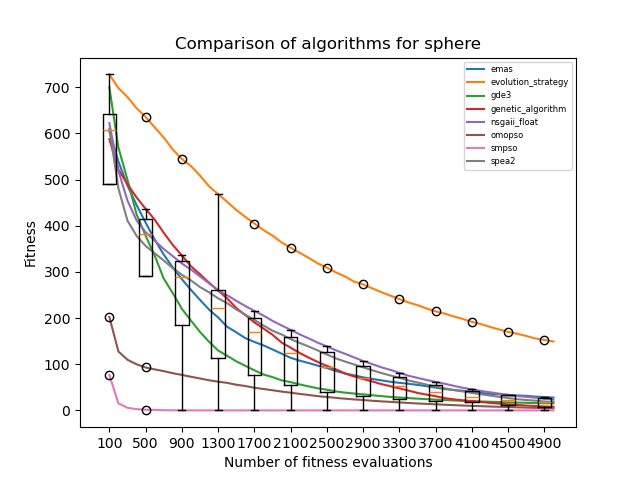 Comparison of algorithms for sphere
emas
evolution_strategy
gde3
genetic_algorithm
nsgaii_float
omopso
smpso
spea2
Fitness
700
600
500
400
300
200
100
0
100 500 900 1300 1700 2100 2500 2900 3300 3700 4100 4500 4900
Number of fitness evaluations